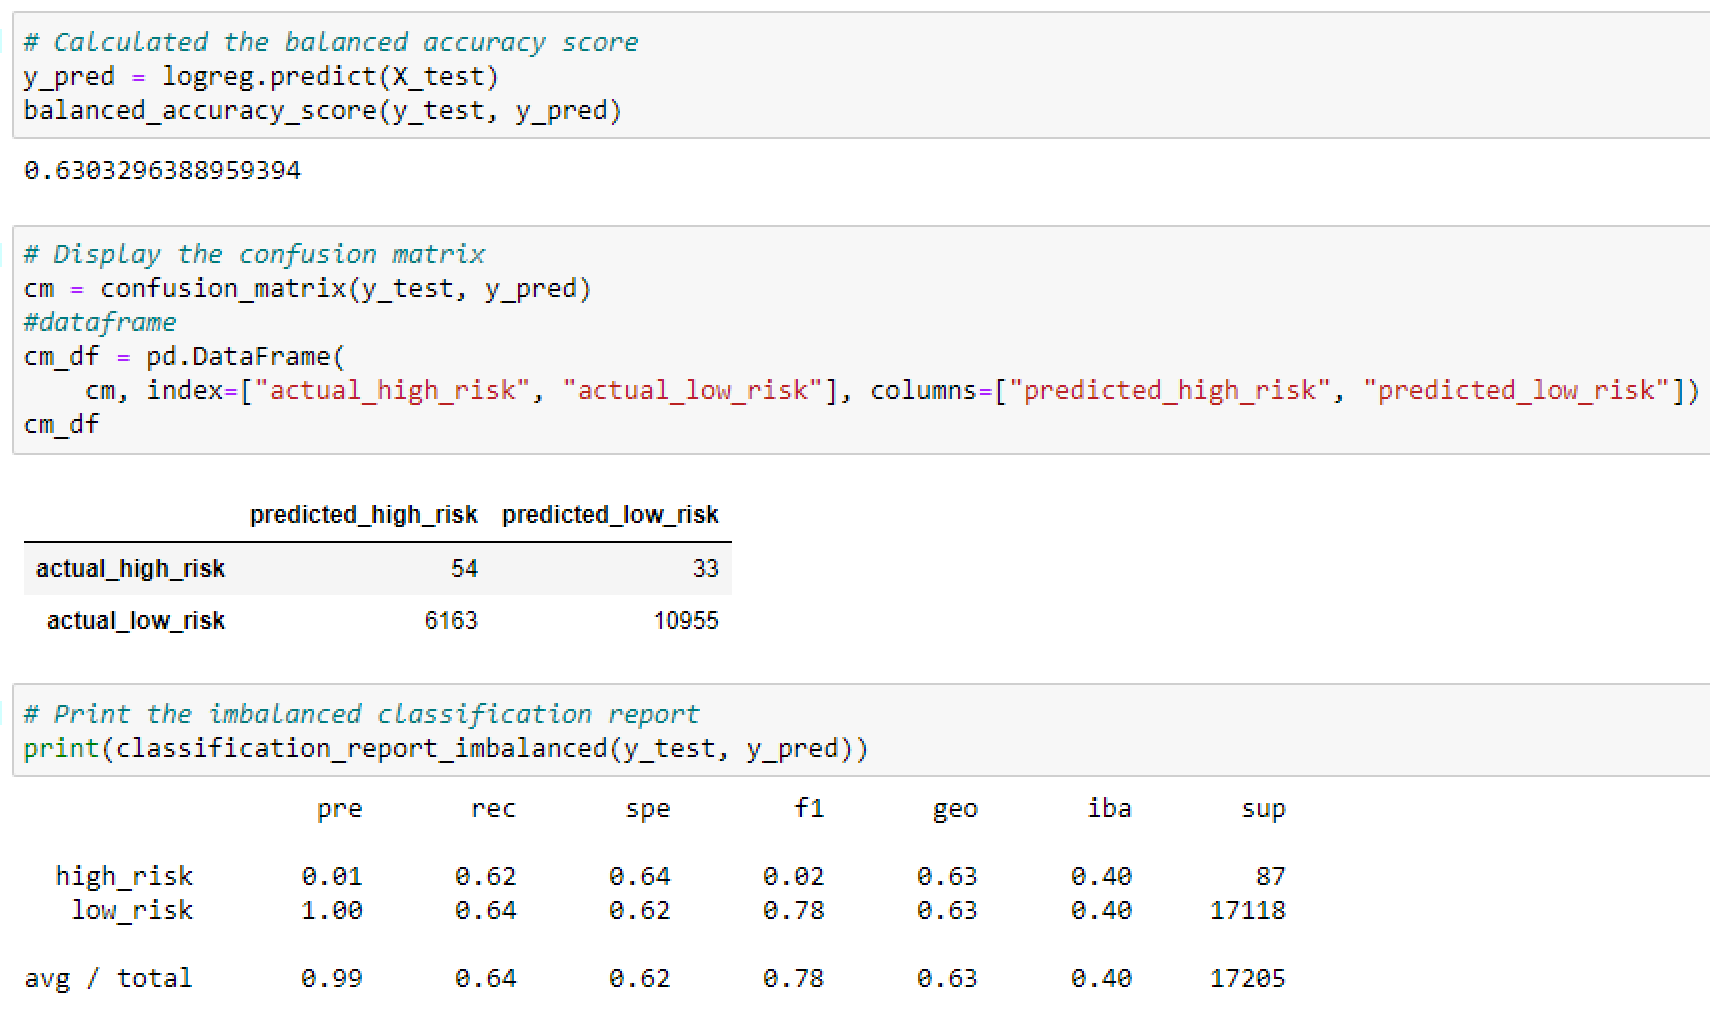 # Calculated the balanced accuracy score
y_pred = logreg.predict(X_test)
balanced_accuracy_score(y_test, y_pred)
0.6303296388959394
# Display the confusion matrix
cm = confusion_matrix(y_test, y_pred)
#dataframe
cm_df = pd.DataFrame(
    cm, index=["actual_high_risk", "actual_low_risk"], columns=["predicted_high_risk", "predicted_low_risk"])
cm_df
predicted_high_risk predicted_low_risk
actual_high_risk 54 33
actual_low_risk 6163 10955
# Print the imbalanced classification report
print(classification_report_imbalanced(y_test, y_pred))
pre rec spe f1 geo iba sup
high_risk 0.01 0.62 0.64 0.02 0.63 0.40 87
low_risk 1.00 0.64 0.62 0.78 0.63 0.40 17118
avg / total 0.99 0.64 0.62 0.78 0.63 0.40 17205